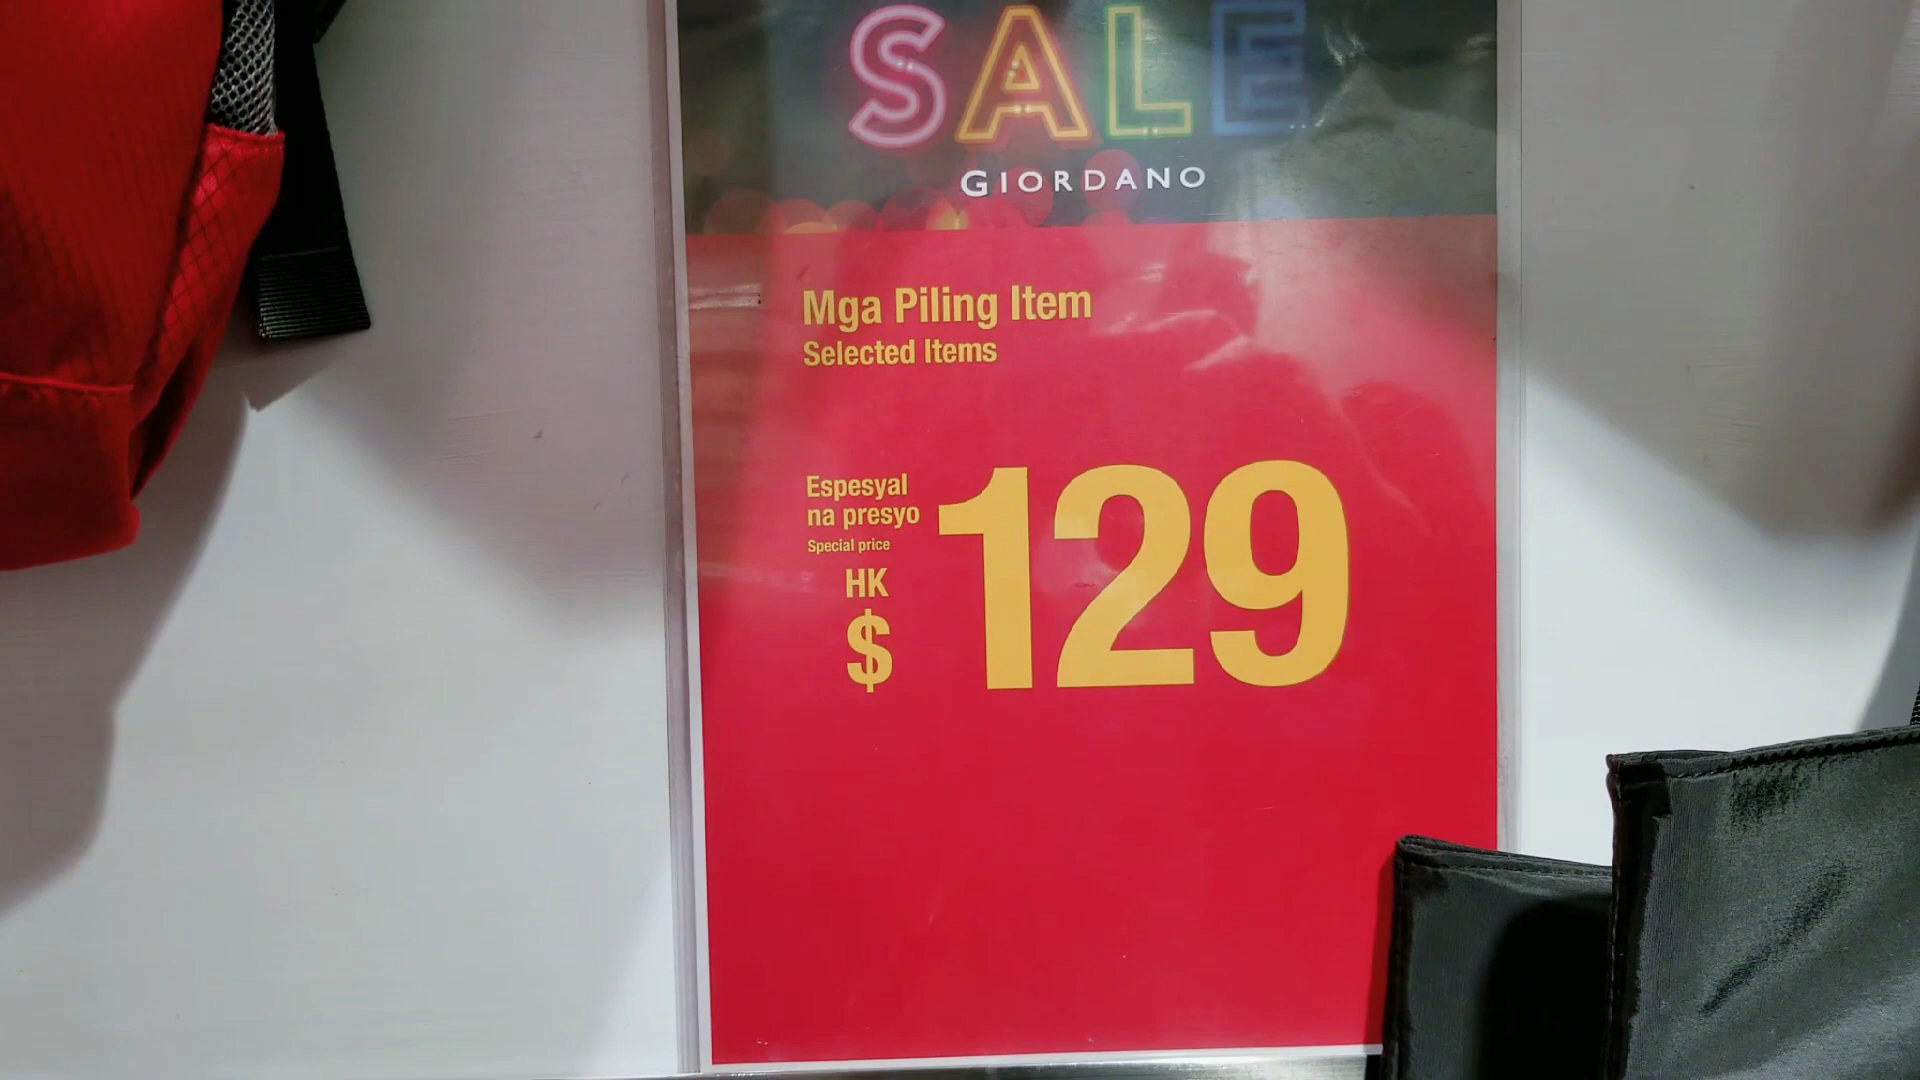 SALE
GIORDANO
Mga Piling Item
Selected Items
Espesyal
na presyo
Special price
HK
$
129